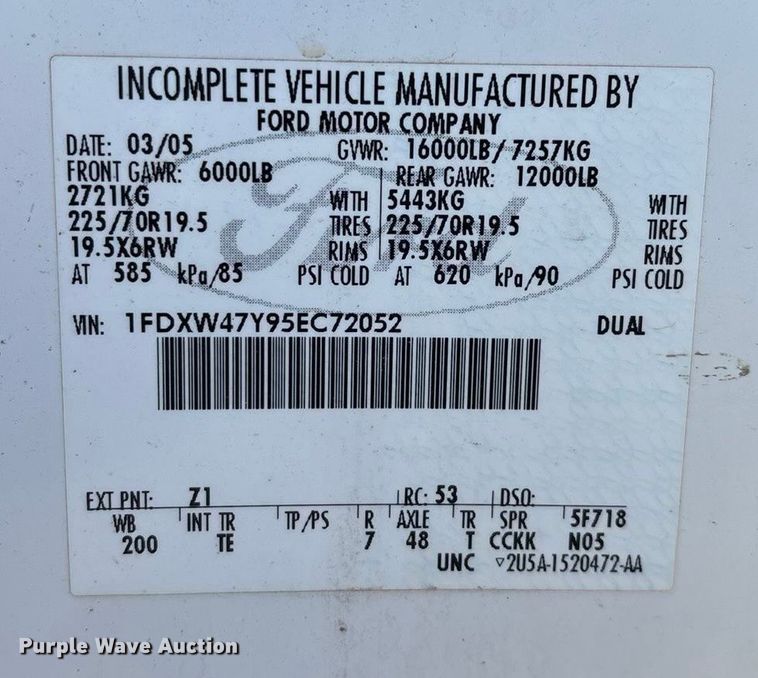 INCOMPLETE VEHICLE MANUFACTURED BY
FORD MOTOR COMPANY
DATE: 03/05 GVWR: 16000LB/7257KG
FRONT GAWR: 6000LB REAR GAWR: 12000LB
2721KG WITH 5443KG WITH
225/70R19.5 TIRES 225/70R19.5 TIRES
19.5X6RW RIMS 19.5X6RW RIMS
AT 585 kPa/85 PSI COLD AT 620 kPa/90 PSI COLD
Ford
VIN: 1FDXW47Y95EC72052 DUAL
EXT PNT: Z1 RC: 53 DSO:
WB INT TR TP/PS R AXLE TR SPR 5F718
200 TE 7 48 T CCKK N05
UNC 2U5A-1520472-AA
Purple Wave Auction